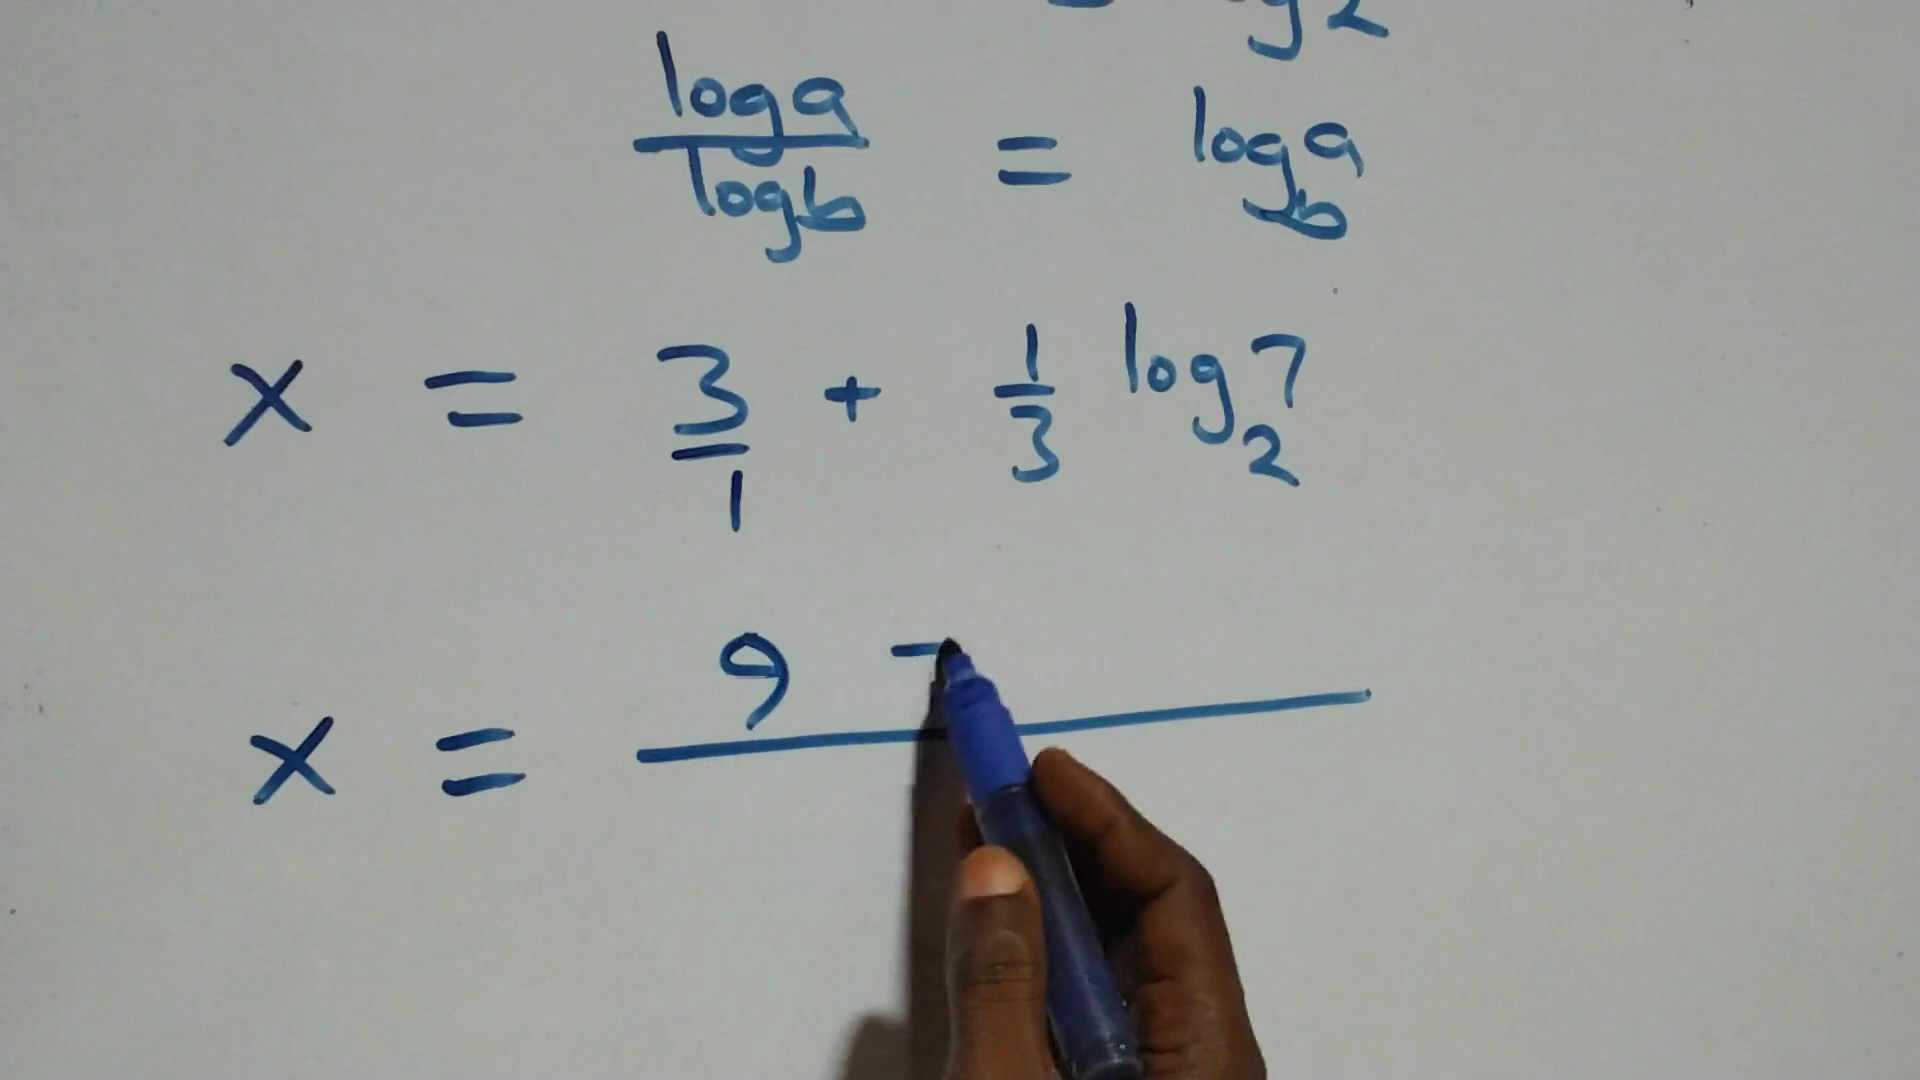 log a / log b = log_b a
x = 3/1 + 1/3 log_2 7
x = 9 -